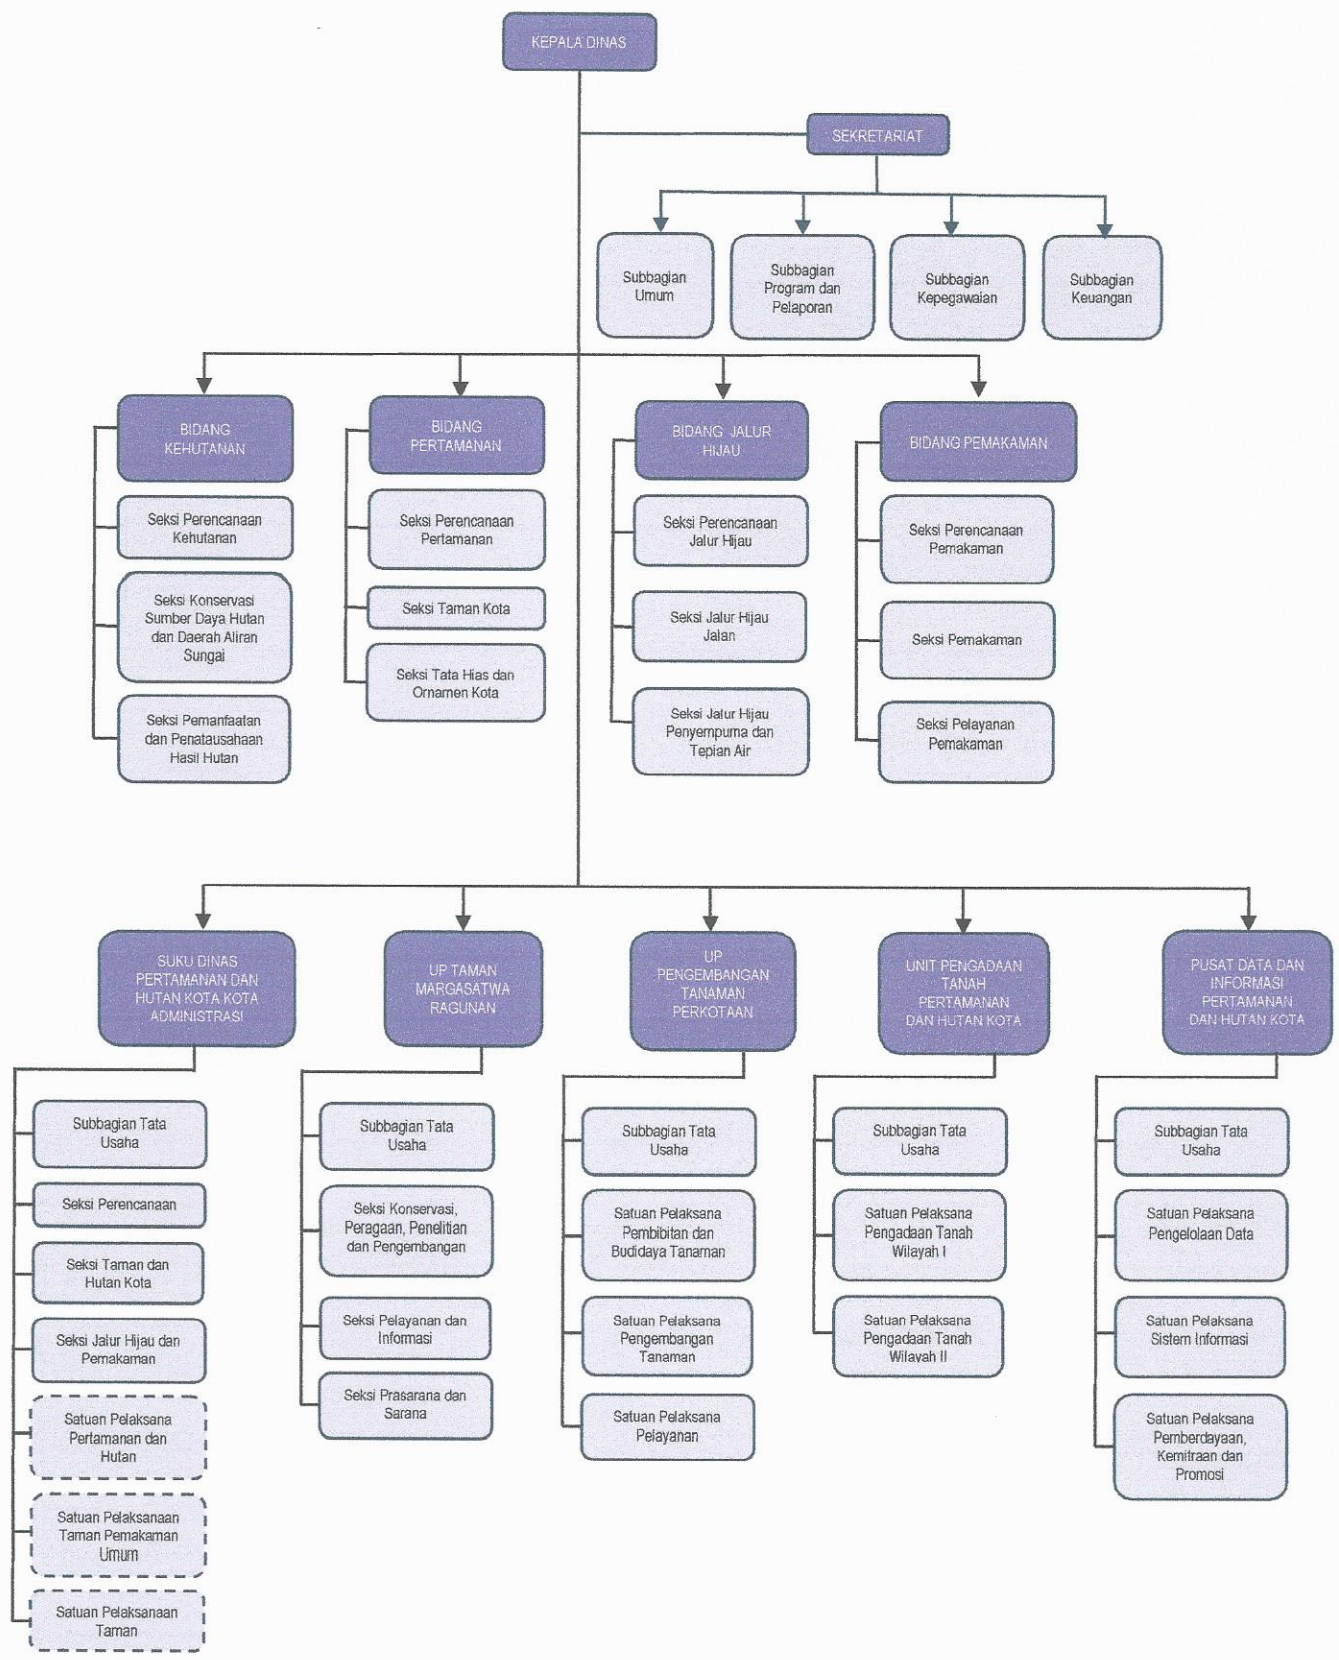 KEPALA DINAS
SEKRETARIAT
Subbagian
Umum
Subbagian
Program dan
Pelaporan
Subbagian
Kepegawaian
Subbagian
Keuangan
BIDANG
KEHUTANAN
Seksi Perencanaan
Kehutanan
Seksi Konservasi
Sumber Daya Hutan
dan Daerah Aliran
Sungai
Seksi Pemanfaatan
dan Penatausahaan
Hasil Hutan
BIDANG
PERTAMANAN
Seksi Perencanaan
Pertamanan
Seksi Taman Kota
Seksi Tata Hias dan
Ornamen Kota
BIDANG JALUR
HIJAU
Seksi Perencanaan
Jalur Hijau
Seksi Jalur Hijau
Jalan
Seksi Jalur Hijau
Penyempurna dan
Tepian Air
BIDANG PEMAKAMAN
Seksi Perencanaan
Pemakaman
Seksi Pemakaman
Seksi Pelayanan
Pemakaman
SUKU DINAS
PERTAMANAN DAN
HUTAN KOTA KOTA
ADMINISTRASI
Subbagian Tata
Usaha
Seksi Perencanaan
Seksi Taman dan
Hutan Kota
Seksi Jalur Hijau dan
Pemakaman
Satuan Pelaksana
Pertamanan dan
Hutan
Satuan Pelaksanaan
Taman Pemakaman
Umum
Satuan Pelaksanaan
Taman
UP TAMAN
MARGASATWA
RAGUNAN
Subbagian Tata
Usaha
Seksi Konservasi,
Peragaan, Penelitian
dan Pengembangan
Seksi Pelayanan dan
Informasi
Seksi Prasarana dan
Sarana
UP
PENGEMBANGAN
TANAMAN
PERKOTAAN
Subbagian Tata
Usaha
Satuan Pelaksana
Pembibitan dan
Budidaya Tanaman
Satuan Pelaksana
Pengembangan
Tanaman
Satuan Pelaksana
Pelayanan
UNIT PENGADAAN
TANAH
PERTAMANAN
DAN HUTAN KOTA
Subbagian Tata
Usaha
Satuan Pelaksana
Pengadaan Tanah
Wilayah I
Satuan Pelaksana
Pengadaan Tanah
Wilayah II
PUSAT DATA DAN
INFORMASI
PERTAMANAN
DAN HUTAN KOTA
Subbagian Tata
Usaha
Satuan Pelaksana
Pengelolaan Data
Satuan Pelaksana
Sistem Informasi
Satuan Pelaksana
Pemberdayaan,
Kemitraan dan
Promosi